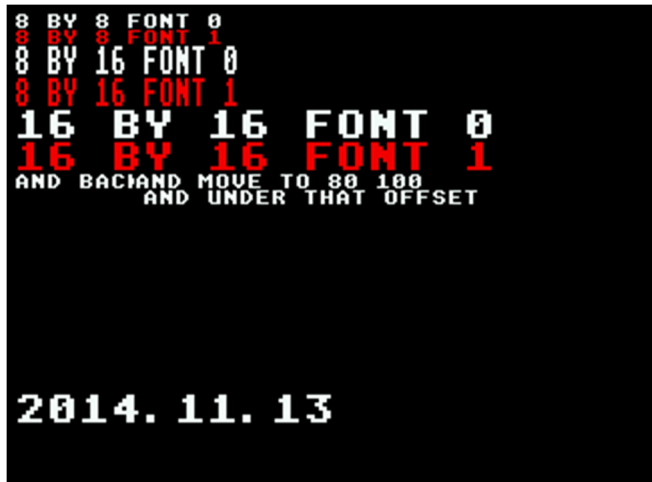 8 BY 8 FONT 0
8 BY 8 FONT 1
8 BY 16 FONT 0
8 BY 16 FONT 1
16 BY 16 FONT 0
16 BY 16 FONT 1
AND BACK AND MOVE TO 80 100
AND UNDER THAT OFFSET
2014.11.13